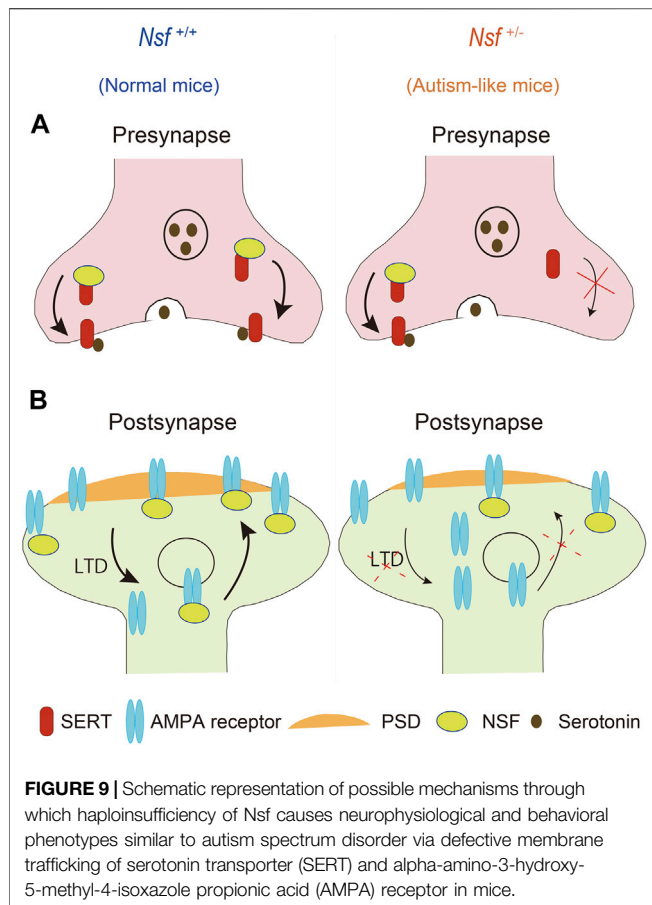 Nsf +/+ Nsf +/-
(Normal mice) (Autism-like mice)
A
Presynapse Presynapse
B
Postsynapse Postsynapse
LTD LTD
SERT AMPA receptor PSD NSF Serotonin
FIGURE 9 | Schematic representation of possible mechanisms through
which haploinsufficiency of Nsf causes neurophysiological and behavioral
phenotypes similar to autism spectrum disorder via defective membrane
trafficking of serotonin transporter (SERT) and alpha-amino-3-hydroxy-
5-methyl-4-isoxazole propionic acid (AMPA) receptor in mice.